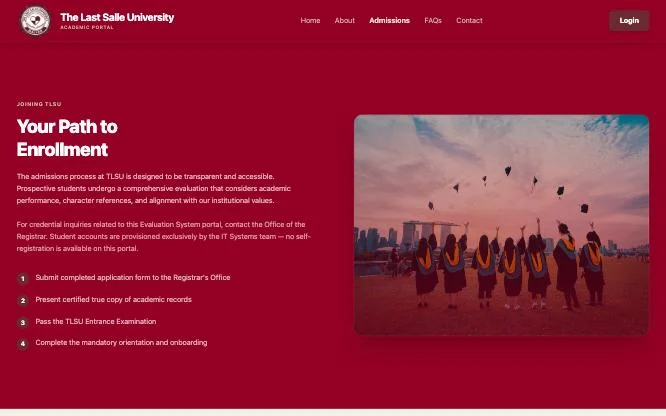 The Last Salle University
ACADEMIC PORTAL
Home
About
Admissions
FAQs
Contact
Login
JOINING TLSU
Your Path to
Enrollment
The admissions process at TLSU is designed to be transparent and accessible.
Prospective students undergo a comprehensive evaluation that considers academic
performance, character references, and alignment with our institutional values.
For credential inquiries related to this Evaluation System portal, contact the Office of the
Registrar. Student accounts are provisioned exclusively by the IT Systems team — no self-
registration is available on this portal.
1 Submit completed application form to the Registrar's Office
2 Present certified true copy of academic records
3 Pass the TLSU Entrance Examination
4 Complete the mandatory orientation and onboarding